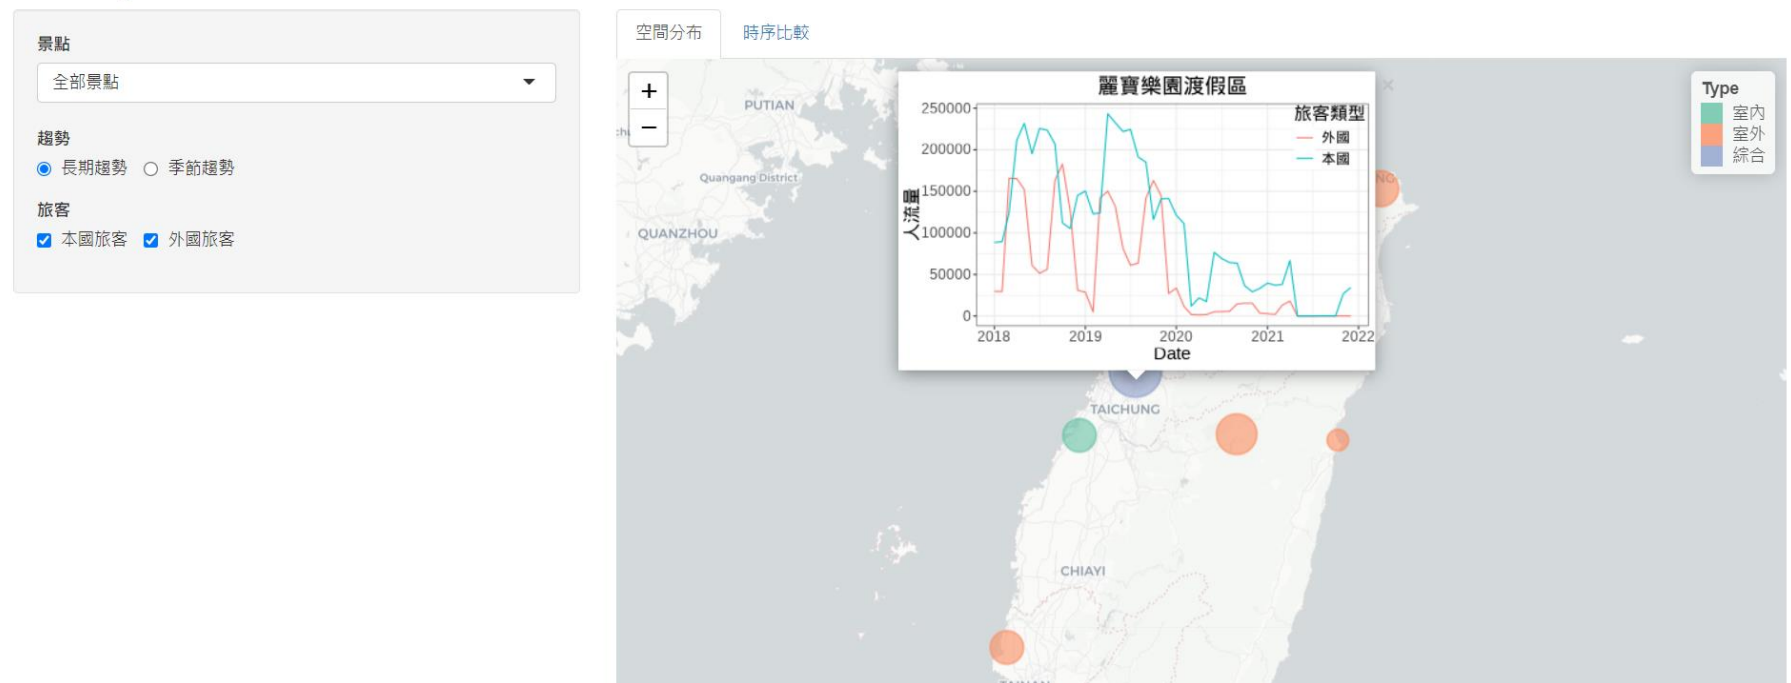 景點
全部景點
趨勢
長期趨勢 季節趨勢
旅客
本國旅客 外國旅客
空間分布 時序比較
+
−
PUTIAN
Quangang District
QUANZHOU
麗寶樂園渡假區
×
人流量
250000
200000
150000
100000
50000
0
旅客類型
外國
本國
2018 2019 2020 2021 2022
Date
Type
室內
室外
綜合
TAICHUNG
CHIAYI